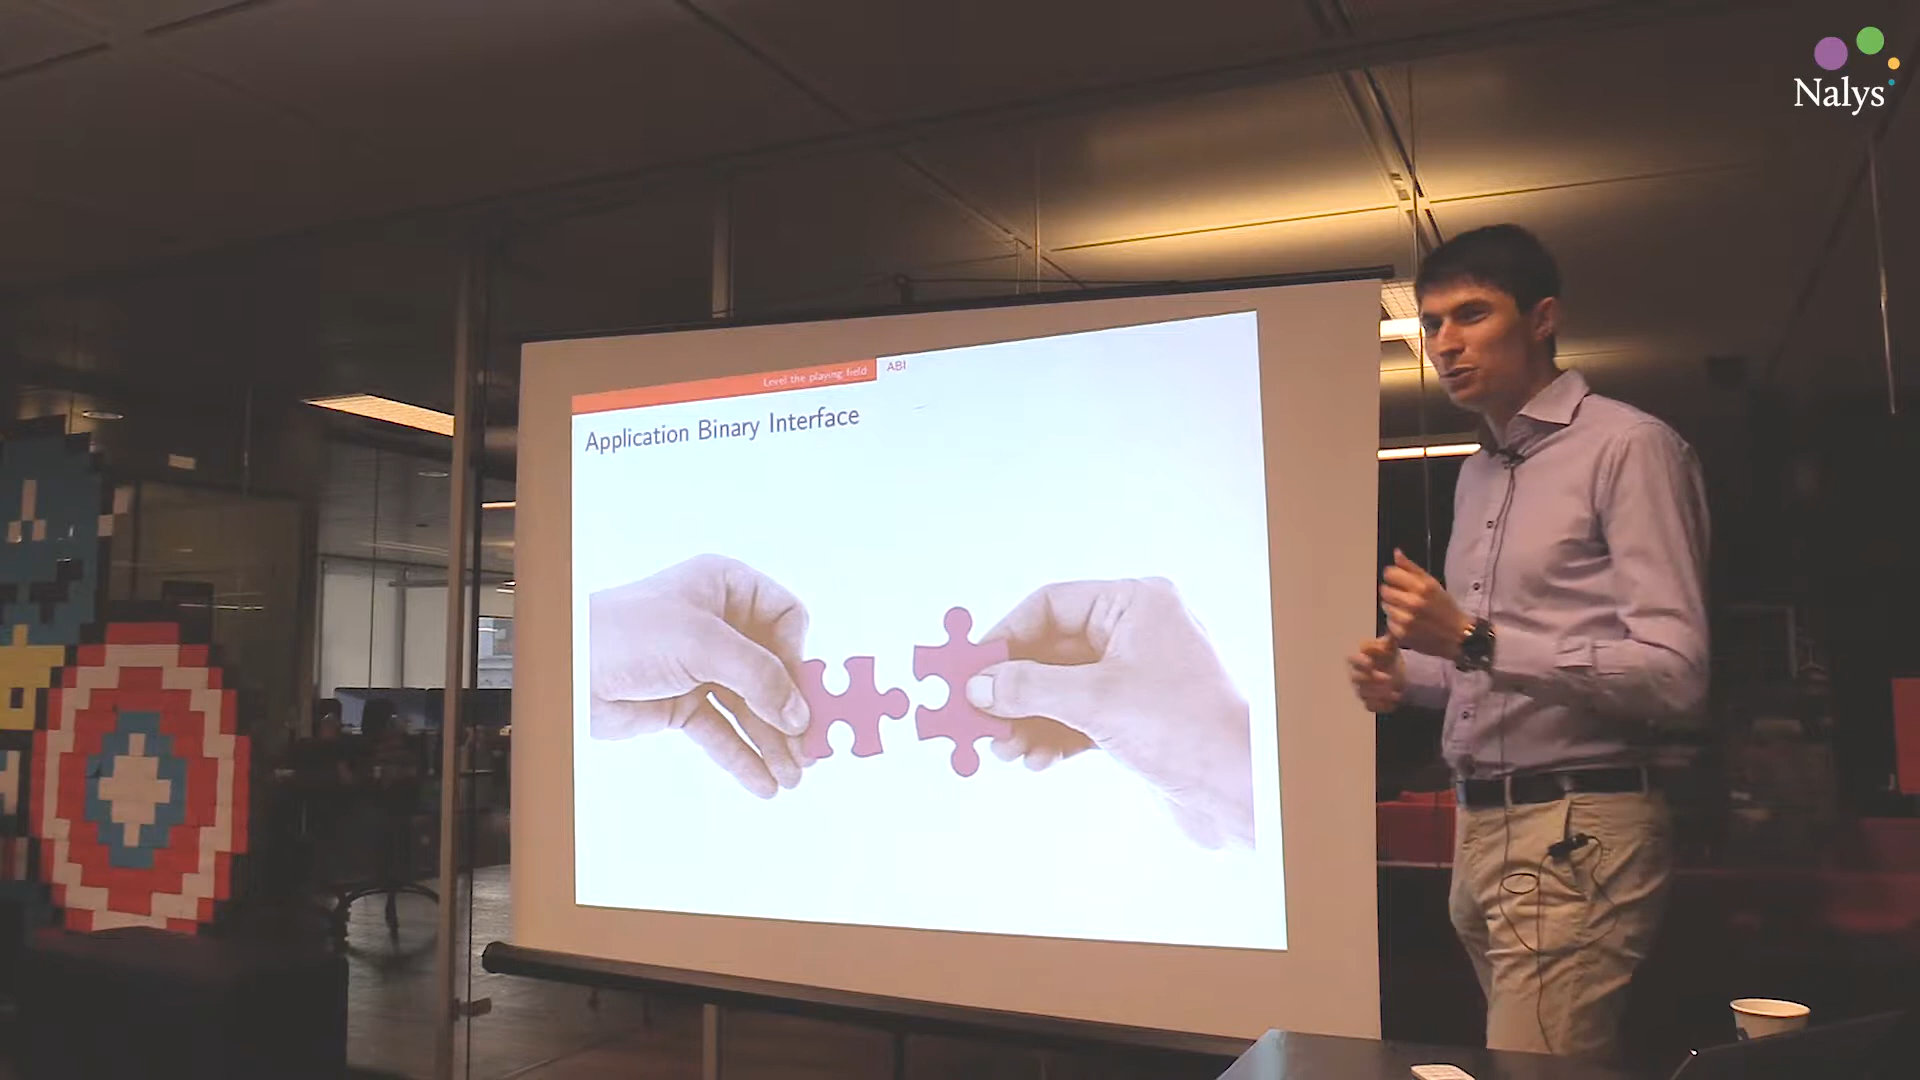 Nalys
Level the playing field
ABI
Application Binary Interface